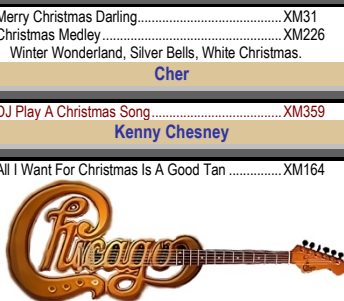 Merry Christmas Darling.......................................XM31
Christmas Medley.................................................XM226
Winter Wonderland, Silver Bells, White Christmas.
Cher
DJ Play A Christmas Song....................................XM359
Kenny Chesney
All I Want For Christmas Is A Good Tan ...............XM164
Chicago